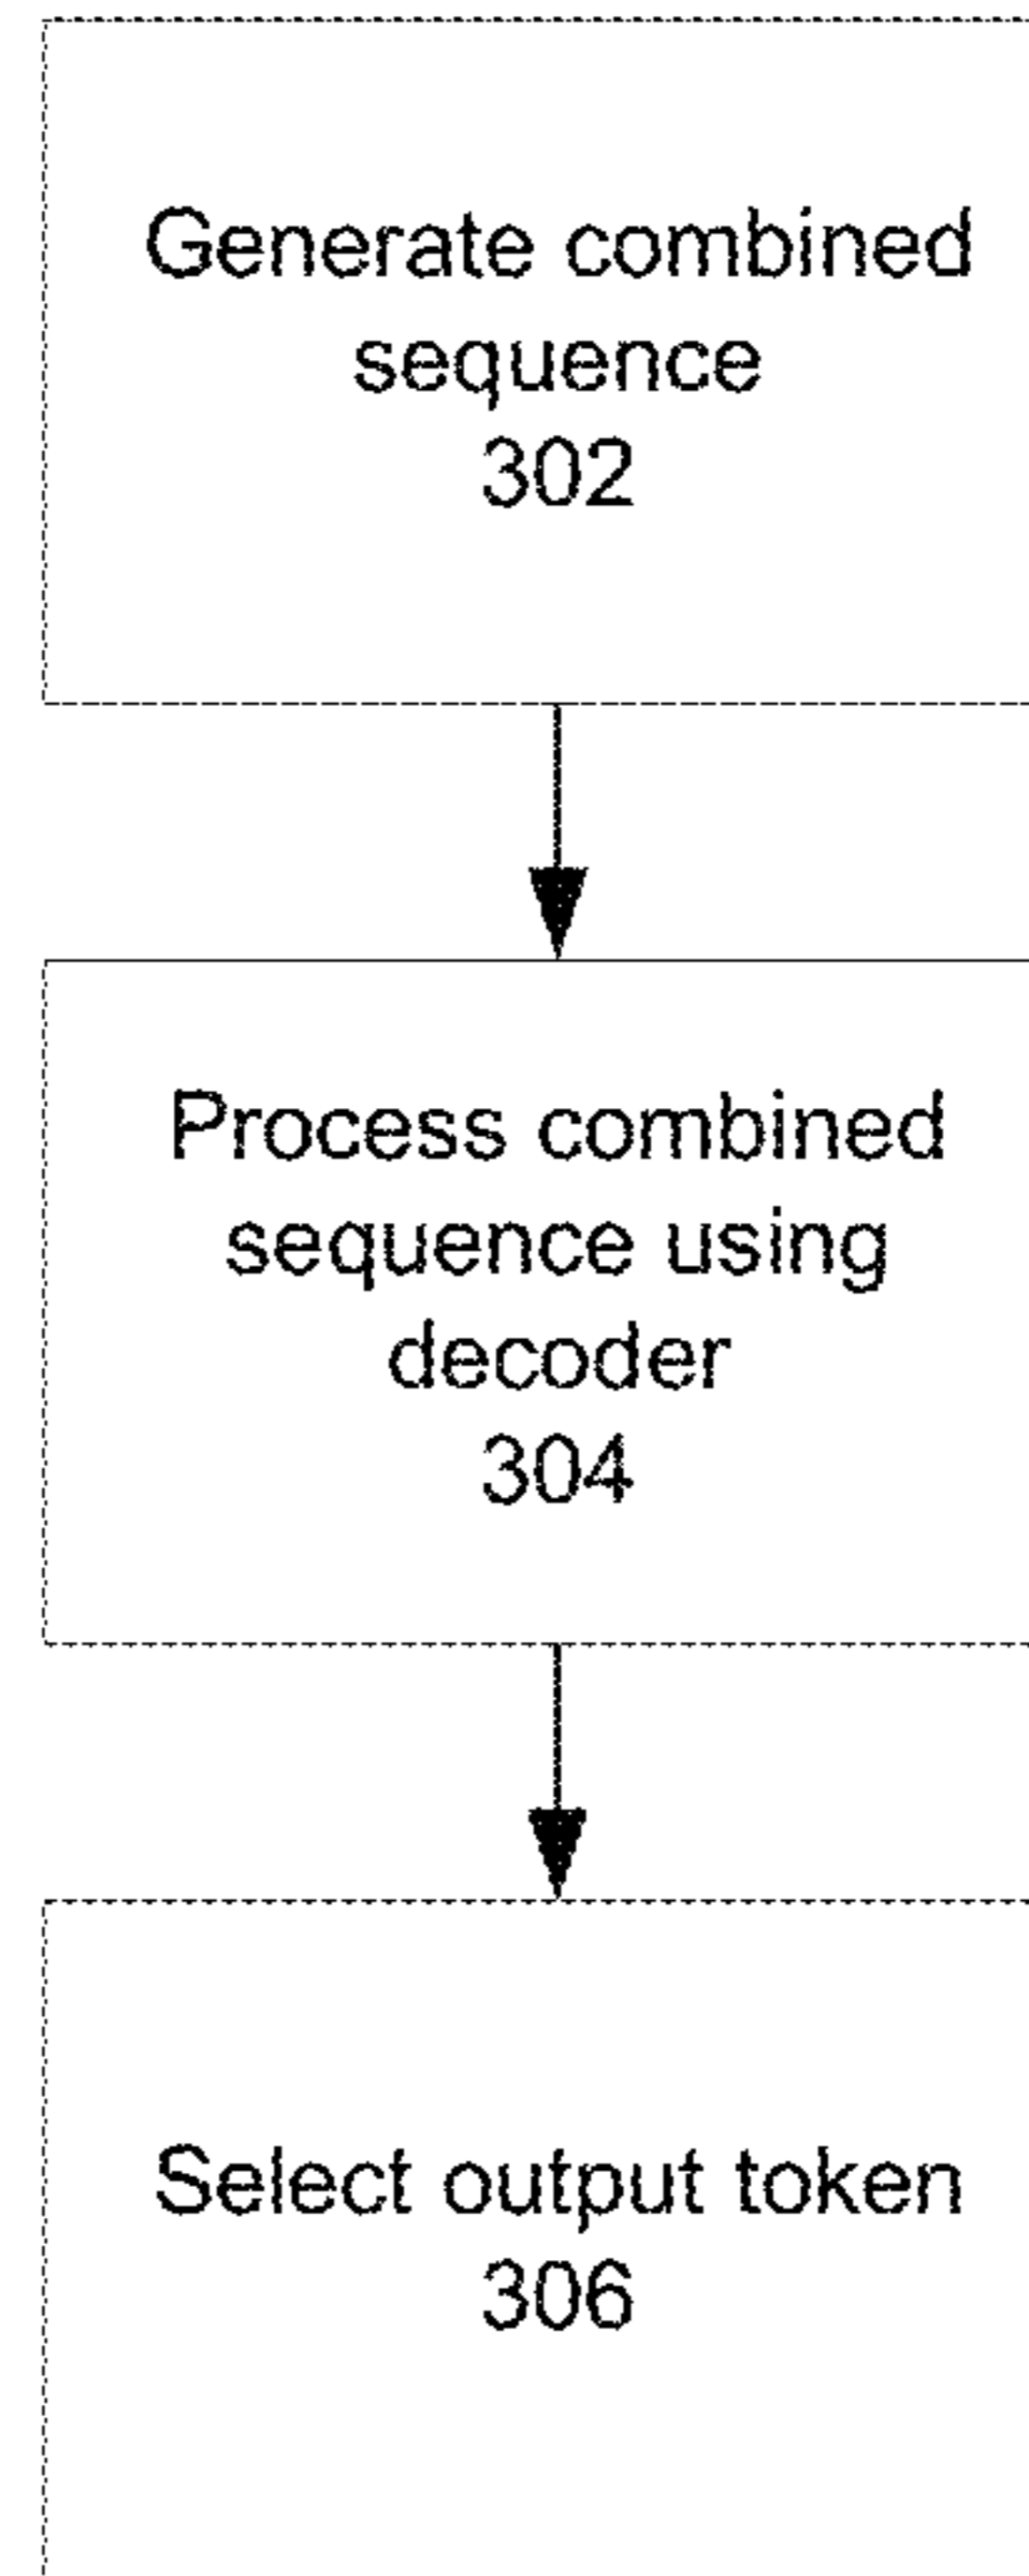 Generate combined
sequence
302
Process combined
sequence using
decoder
304
Select output token
306